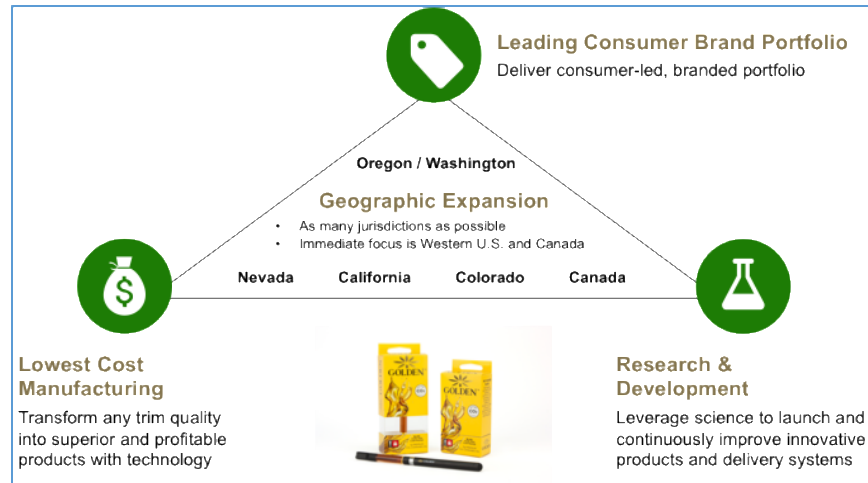 Leading Consumer Brand Portfolio
Deliver consumer-led, branded portfolio
Oregon / Washington
Geographic Expansion
• As many jurisdictions as possible
• Immediate focus is Western U.S. and Canada
Nevada California Colorado Canada
$
Lowest Cost
Manufacturing
Transform any trim quality
into superior and profitable
products with technology
GOLDEN
GOLDEN
Research &
Development
Leverage science to launch and
continuously improve innovative
products and delivery systems